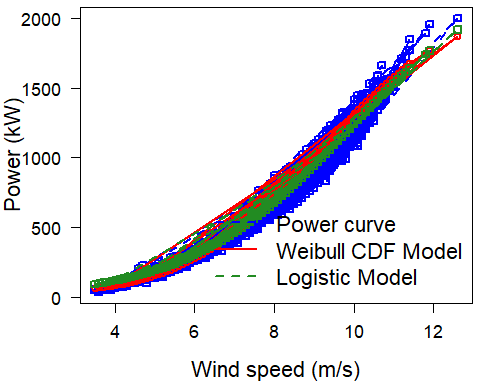 2000
1500
1000
500
0
Power (kW)
Power curve
Weibull CDF Model
Logistic Model
4 6 8 10 12
Wind speed (m/s)